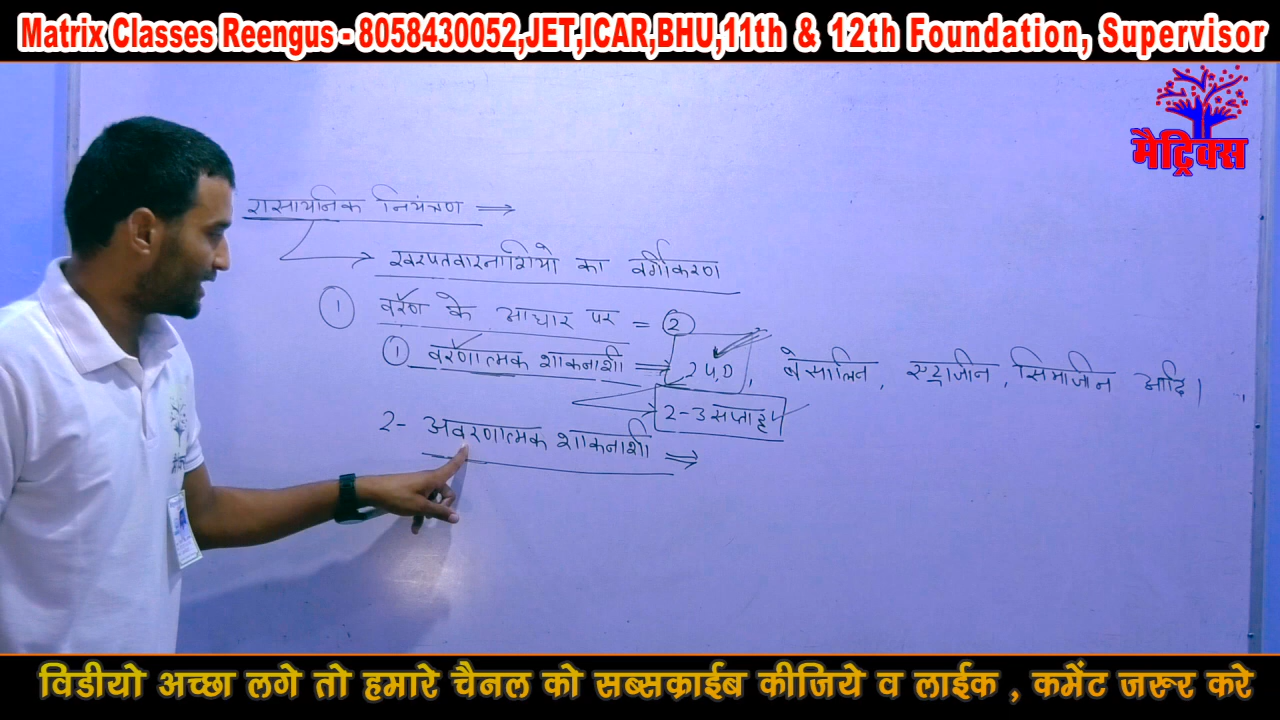 Matrix Classes Reengus - 8058430052,JET,ICAR,BHU,11th & 12th Foundation, Supervisor
मैट्रिक्स
रासायनिक नियंत्रण ⇒
खरपतवारनाशियो का वर्गीकरण
① वरण के आधार पर = ②
① वरणात्मक शाकनाशी ⇒ 2 4,D, बेसालिन, एट्राजीन, सिमाजीन आदि।
2-3 सप्ताह
2- अवरणात्मक शाकनाशी ⇒
विडीयो अच्छा लगे तो हमारे चैनल को सब्सक्राईब कीजिये व लाईक , कमेंट जरूर करे